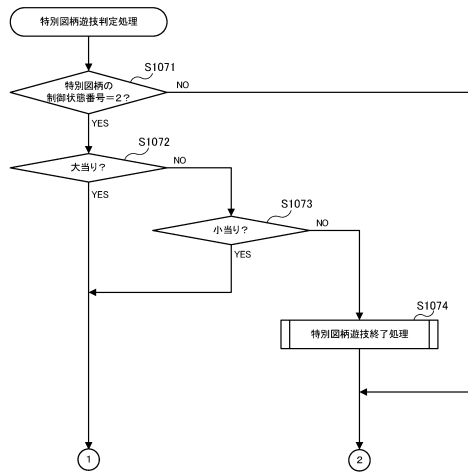 特別図柄遊技判定処理
S1071
特別図柄の
制御状態番号=2?
NO
YES
S1072
大当り?
NO
YES
S1073
小当り?
NO
YES
S1074
特別図柄遊技終了処理
1
2